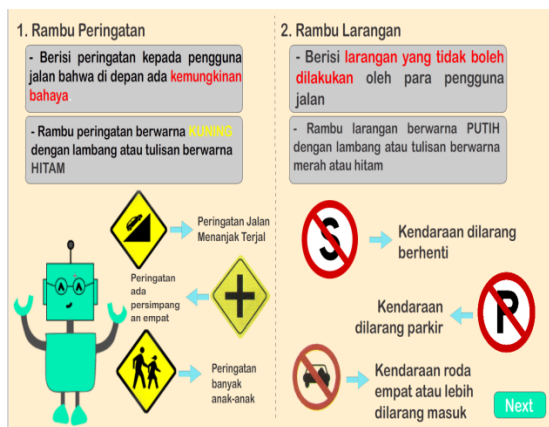 1. Rambu Peringatan
- Berisi peringatan kepada pengguna
jalan bahwa di depan ada kemungkinan
bahaya
- Rambu peringatan berwarna KUNING
dengan lambang atau tulisan berwarna
HITAM
Peringatan Jalan
Menanjak Terjal
Peringatan
ada
persimpang
an empat
Peringatan
banyak
anak-anak
2. Rambu Larangan
- Berisi larangan yang tidak boleh
dilakukan oleh para pengguna
jalan
- Rambu larangan berwarna PUTIH
dengan lambang atau tulisan berwarna
merah atau hitam
S
Kendaraan dilarang
berhenti
Kendaraan
dilarang parkir
P
Kendaraan roda
empat atau lebih
dilarang masuk
Next